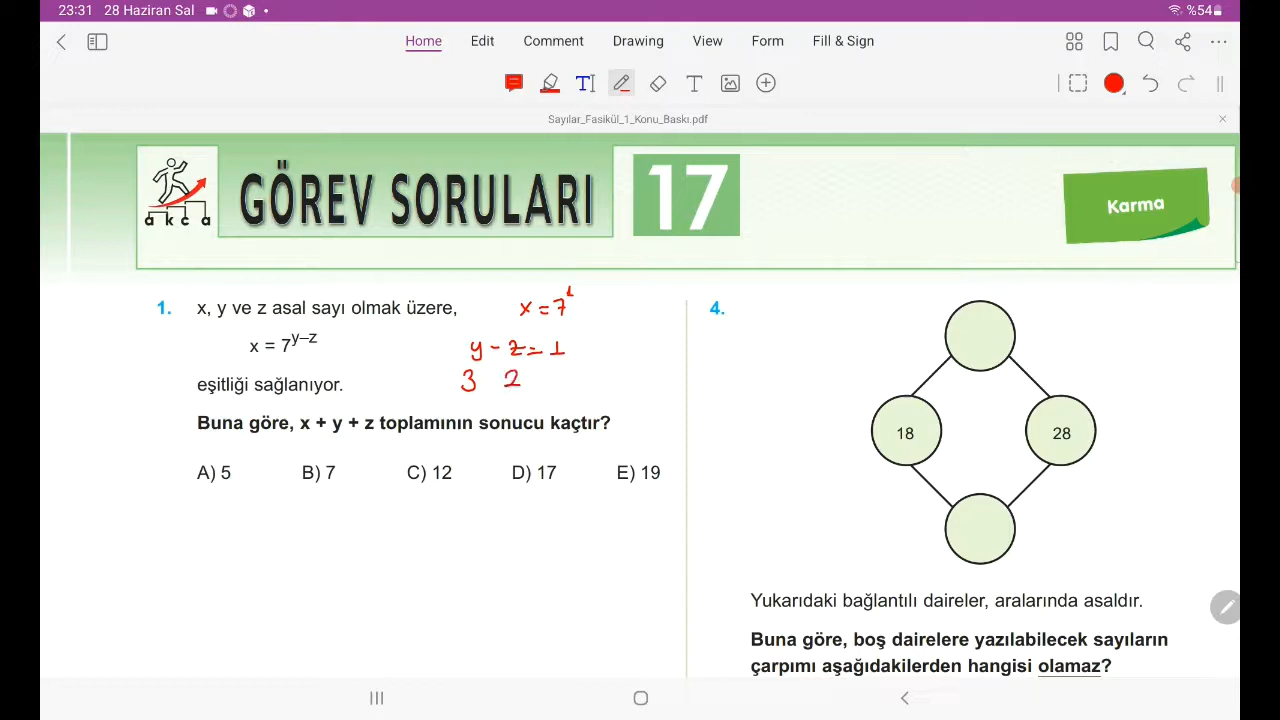 23:31 28 Haziran Sal
%54
Home Edit Comment Drawing View Form Fill & Sign
Sayılar_Fasikül_1_Konu_Baskı.pdf
akca
GÖREV SORULARI
17
Karma
1. x, y ve z asal sayı olmak üzere,
x = 7^{y–z}
eşitliği sağlanıyor.
Buna göre, x + y + z toplamının sonucu kaçtır?
A) 5 B) 7 C) 12 D) 17 E) 19
x = 7^1
y - z = 1
3 2
4.
18
28
Yukarıdaki bağlantılı daireler, aralarında asaldır.
Buna göre, boş dairelere yazılabilecek sayıların
çarpımı aşağıdakilerden hangisi olamaz?